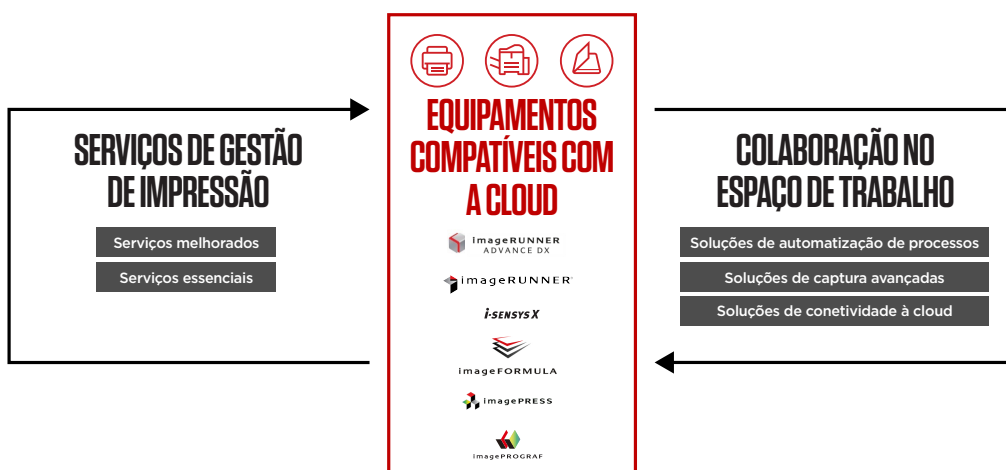 SERVIÇOS DE GESTÃO
DE IMPRESSÃO
Serviços melhorados
Serviços essenciais
EQUIPAMENTOS
COMPATÍVEIS COM
A CLOUD
imageRUNNER
ADVANCE DX
imageRUNNER
i-SENSYS X
imageFORMULA
imagePRESS
imagePROGRAF
COLABORAÇÃO NO
ESPAÇO DE TRABALHO
Soluções de automatização de processos
Soluções de captura avançadas
Soluções de conetividade à cloud